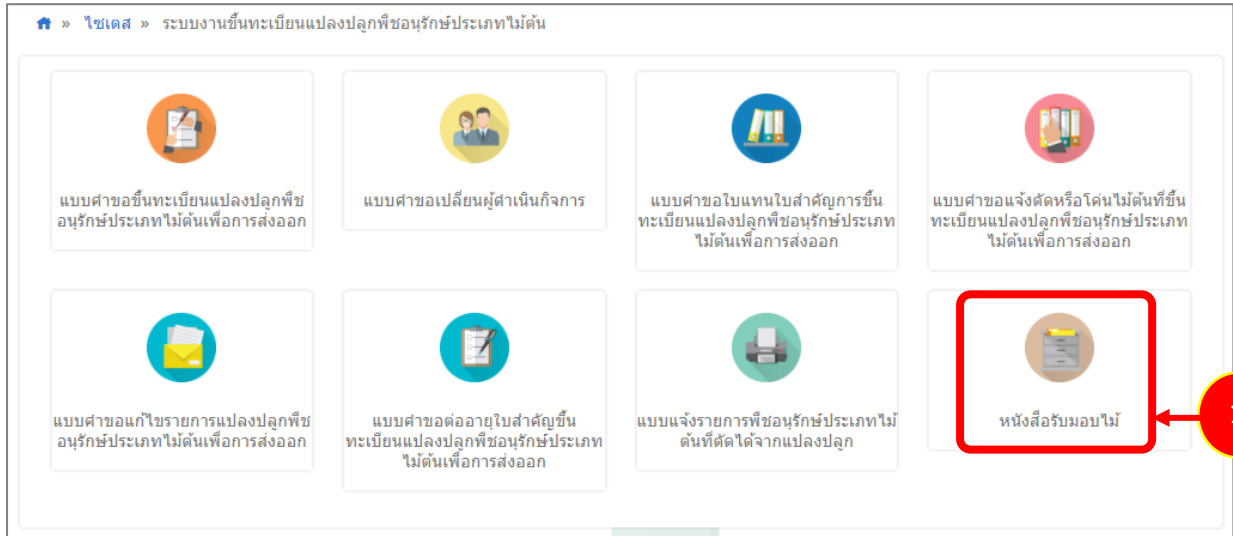 » ไซเตส » ระบบงานขึ้นทะเบียนแปลงปลูกพืชอนุรักษ์ประเภทไม้ต้น
แบบคำขอขึ้นทะเบียนแปลงปลูกพืช
อนุรักษ์ประเภทไม้ต้นเพื่อการส่งออก
แบบคำขอเปลี่ยนผู้ดำเนินกิจการ
แบบคำขอใบแทนใบสำคัญการขึ้น
ทะเบียนแปลงปลูกพืชอนุรักษ์ประเภท
ไม้ต้นเพื่อการส่งออก
แบบคำขอแจ้งตัดหรือโค่นไม้ต้นที่ขึ้น
ทะเบียนแปลงปลูกพืชอนุรักษ์ประเภท
ไม้ต้นเพื่อการส่งออก
แบบคำขอแก้ไขรายการแปลงปลูกพืช
อนุรักษ์ประเภทไม้ต้นเพื่อการส่งออก
แบบคำขอต่ออายุใบสำคัญขึ้น
ทะเบียนแปลงปลูกพืชอนุรักษ์ประเภท
ไม้ต้นเพื่อการส่งออก
แบบแจ้งรายการพืชอนุรักษ์ประเภทไม้
ต้นที่ตัดได้จากแปลงปลูก
หนังสือรับมอบไม้